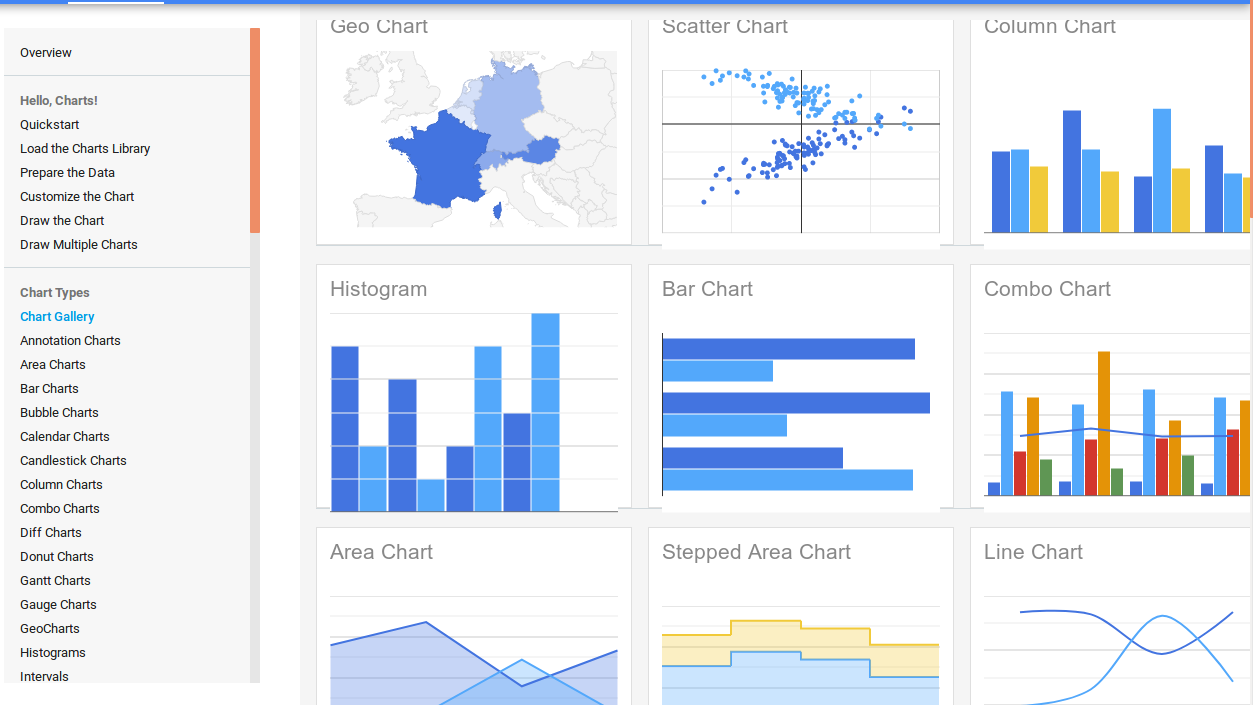 Overview
Hello, Charts!
Quickstart
Load the Charts Library
Prepare the Data
Customize the Chart
Draw the Chart
Draw Multiple Charts
Chart Types
Chart Gallery
Annotation Charts
Area Charts
Bar Charts
Bubble Charts
Calendar Charts
Candlestick Charts
Column Charts
Combo Charts
Diff Charts
Donut Charts
Gantt Charts
Gauge Charts
GeoCharts
Histograms
Intervals
Geo Chart
Scatter Chart
Column Chart
Histogram
Bar Chart
Combo Chart
Area Chart
Stepped Area Chart
Line Chart